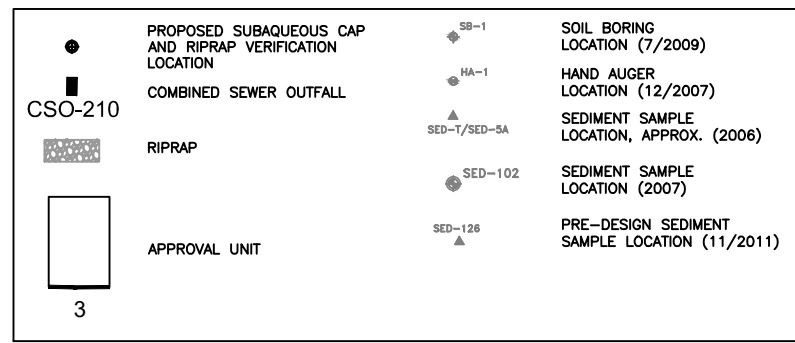 PROPOSED SUBAQUEOUS CAP
AND RIPRAP VERIFICATION
LOCATION
CSO-210
COMBINED SEWER OUTFALL
RIPRAP
3
APPROVAL UNIT
SB-1
SOIL BORING
LOCATION (7/2009)
HA-1
HAND AUGER
LOCATION (12/2007)
SED-T/SED-5A
SEDIMENT SAMPLE
LOCATION, APPROX. (2006)
SED-102
SEDIMENT SAMPLE
LOCATION (2007)
SED-126
PRE-DESIGN SEDIMENT
SAMPLE LOCATION (11/2011)